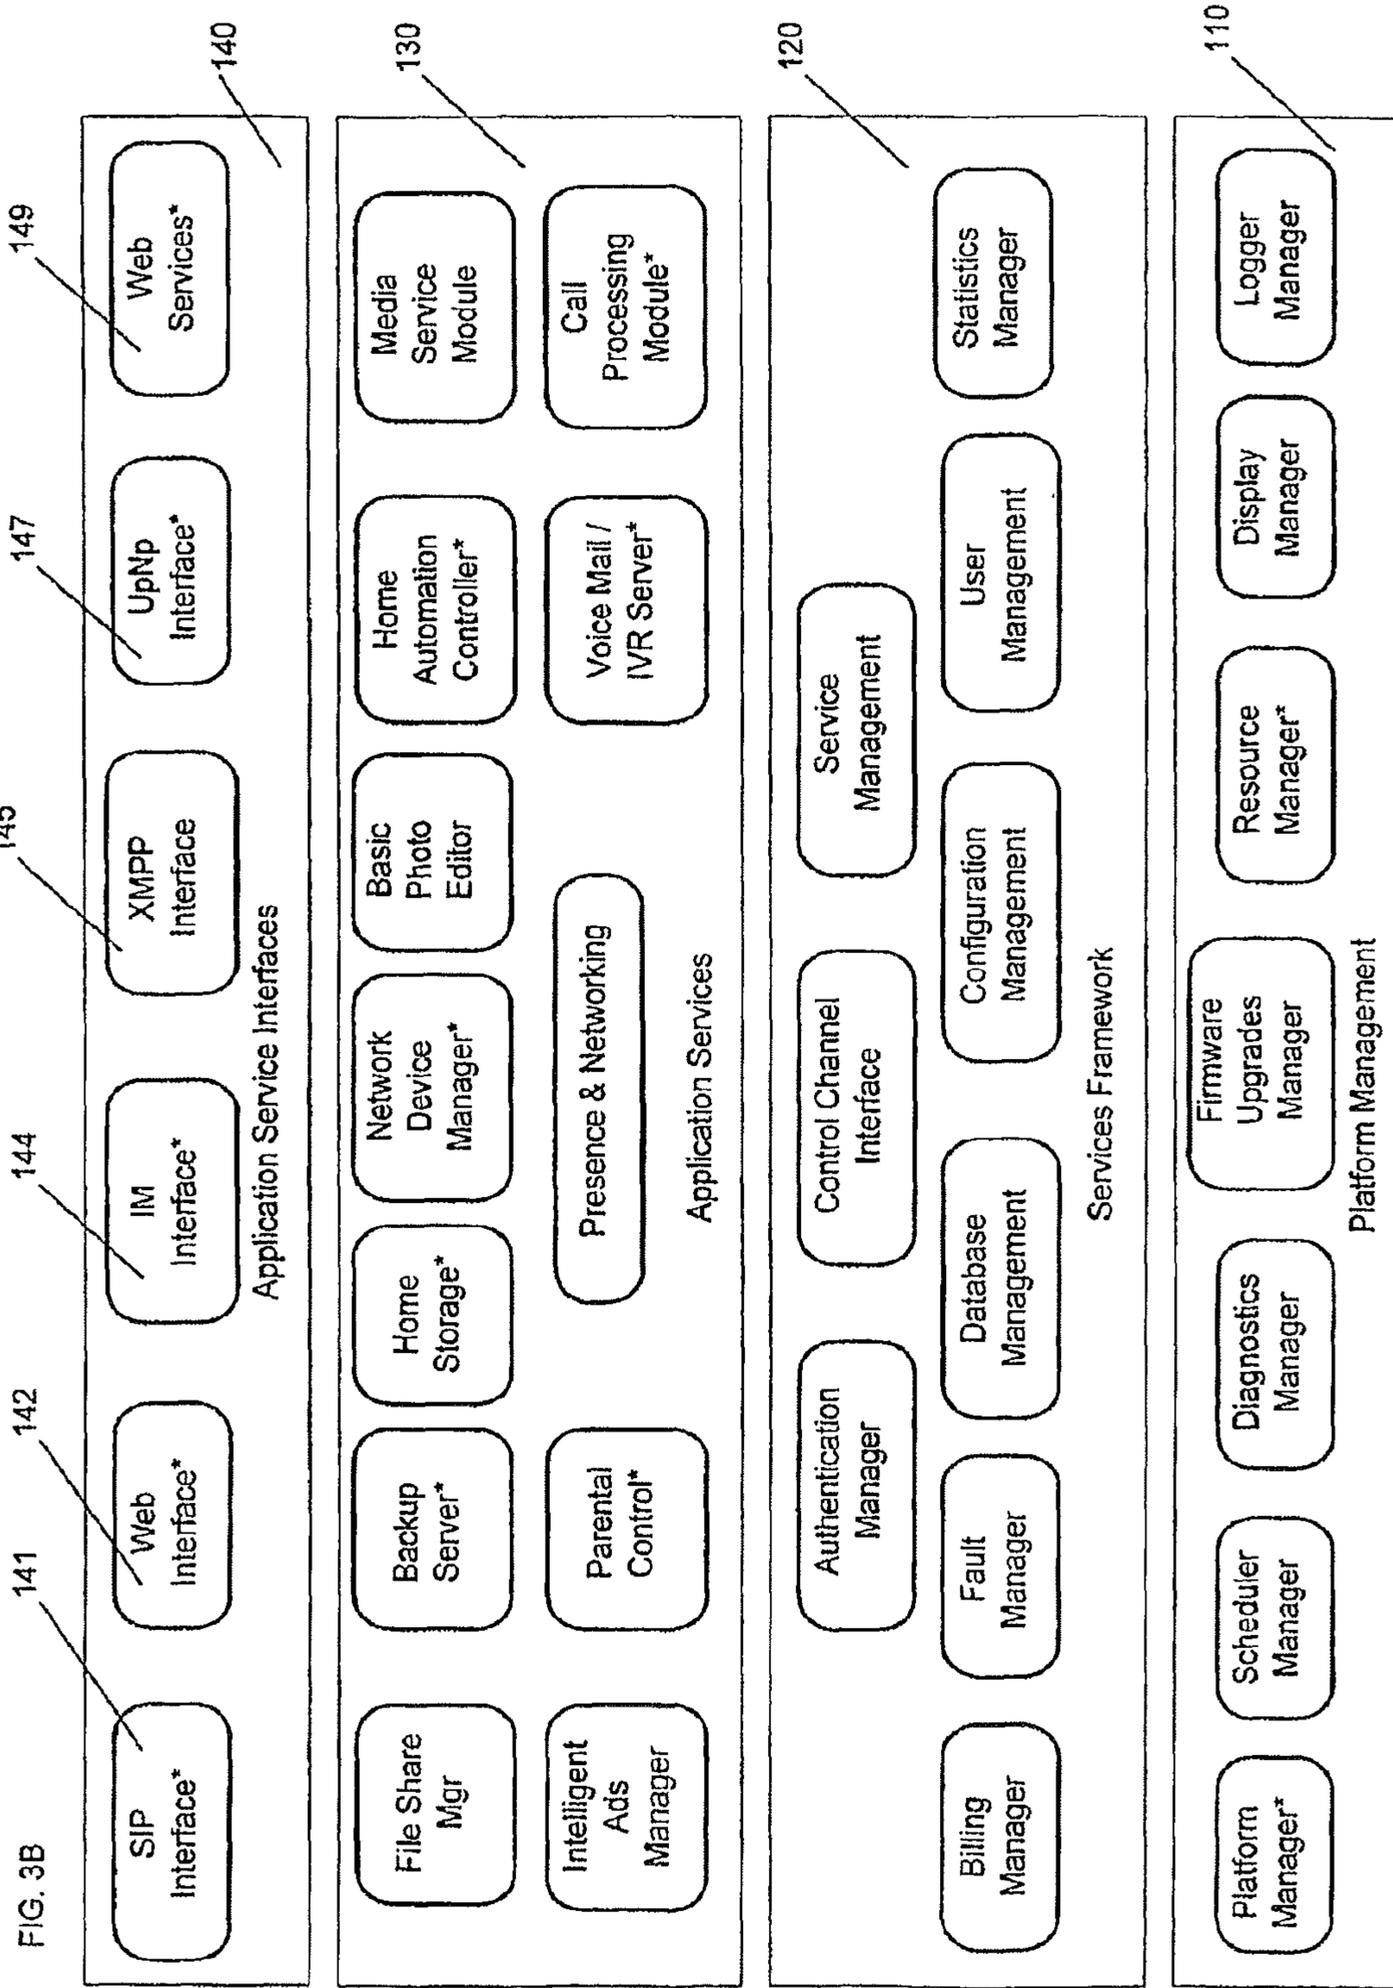 FIG. 3B
141
142
144
145
147
149
SIP
Interface*
Web
Interface*
IM
Interface*
XMPP
Interface
UpNp
Interface*
Web
Services*
Application Service Interfaces
140
File Share
Mgr
Backup
Server*
Home
Storage*
Network
Device
Manager*
Basic
Photo
Editor
Home
Automation
Controller*
Media
Service
Module
Intelligent
Ads
Manager
Parental
Control*
Presence & Networking
Voice Mail /
IVR Server*
Call
Processing
Module*
Application Services
130
Authentication
Manager
Control Channel
Interface
Service
Management
Billing
Manager
Fault
Manager
Database
Management
Configuration
Management
User
Management
Statistics
Manager
Services Framework
120
Platform
Manager*
Scheduler
Manager
Diagnostics
Manager
Firmware
Upgrades
Manager
Resource
Manager*
Display
Manager
Logger
Manager
Platform Management
110